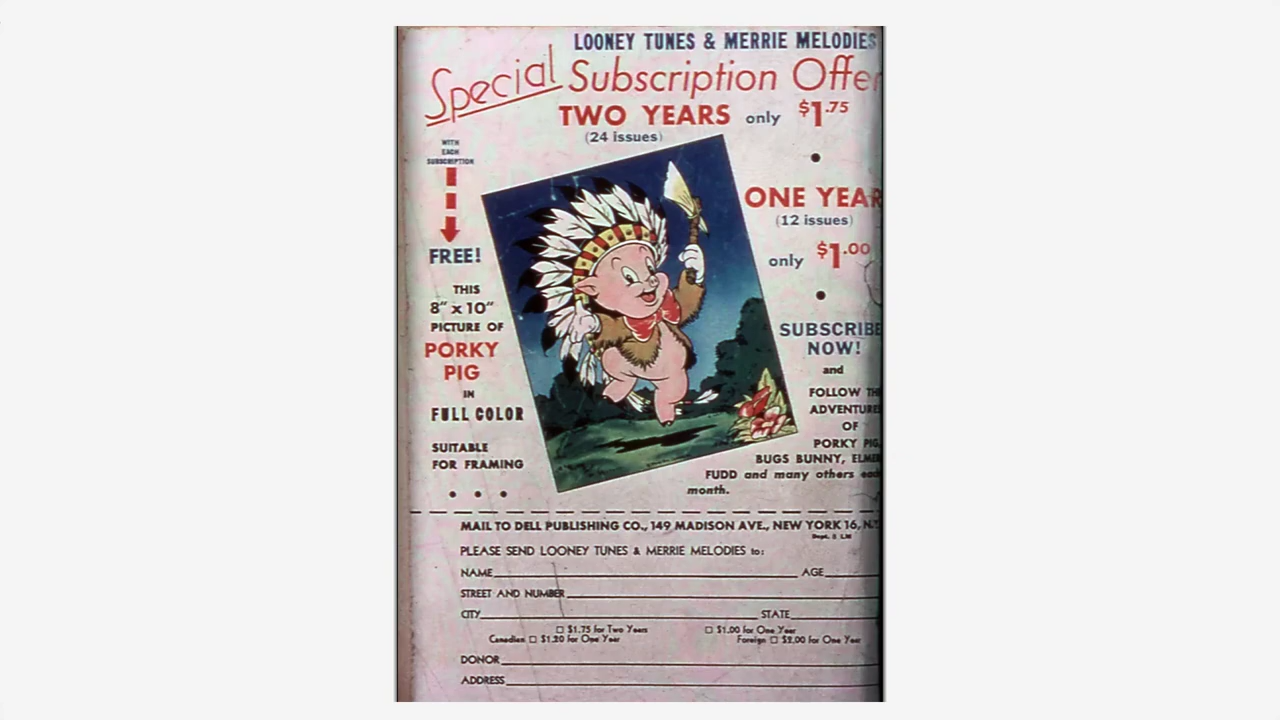 LOONEY TUNES & MERRIE MELODIES
Special Subscription Offer
TWO YEARS only $1.75
(24 issues)
WITH
EACH
SUBSCRIPTION
FREE!
THIS
8" x 10"
PICTURE OF
PORKY
PIG
IN
FULL COLOR
SUITABLE
FOR FRAMING
ONE YEAR
(12 issues)
only $1.00
SUBSCRIBE
NOW!
and
FOLLOW TH
ADVENTURE
OF
PORKY PIG,
BUGS BUNNY, ELMER
FUDD and many others each
month.
MAIL TO DELL PUBLISHING CO., 149 MADISON AVE., NEW YORK 16, N.Y.
Dept. 5 LM
PLEASE SEND LOONEY TUNES & MERRIE MELODIES to:
NAME AGE
STREET AND NUMBER
CITY STATE
□ $1.75 for Two Years □ $1.00 for One Year
Canadian □ $1.20 for One Year Foreign □ $2.00 for One Year
DONOR
ADDRESS